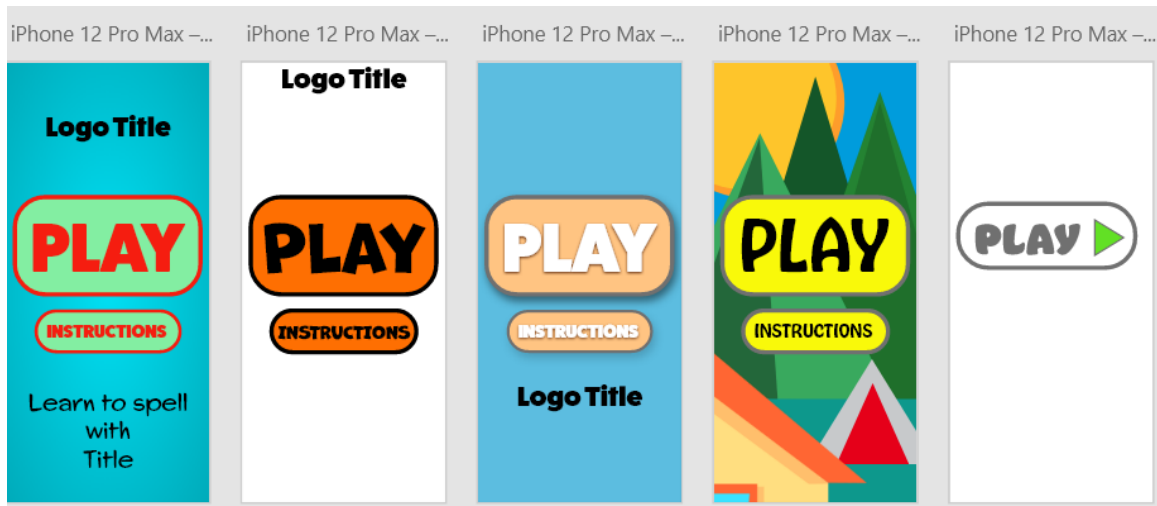 iPhone 12 Pro Max –...
iPhone 12 Pro Max –...
iPhone 12 Pro Max –...
iPhone 12 Pro Max –...
iPhone 12 Pro Max –...
Logo Title
PLAY
INSTRUCTIONS
Learn to spell
with
Title
Logo Title
PLAY
INSTRUCTIONS
PLAY
INSTRUCTIONS
Logo Title
PLAY
INSTRUCTIONS
PLAY